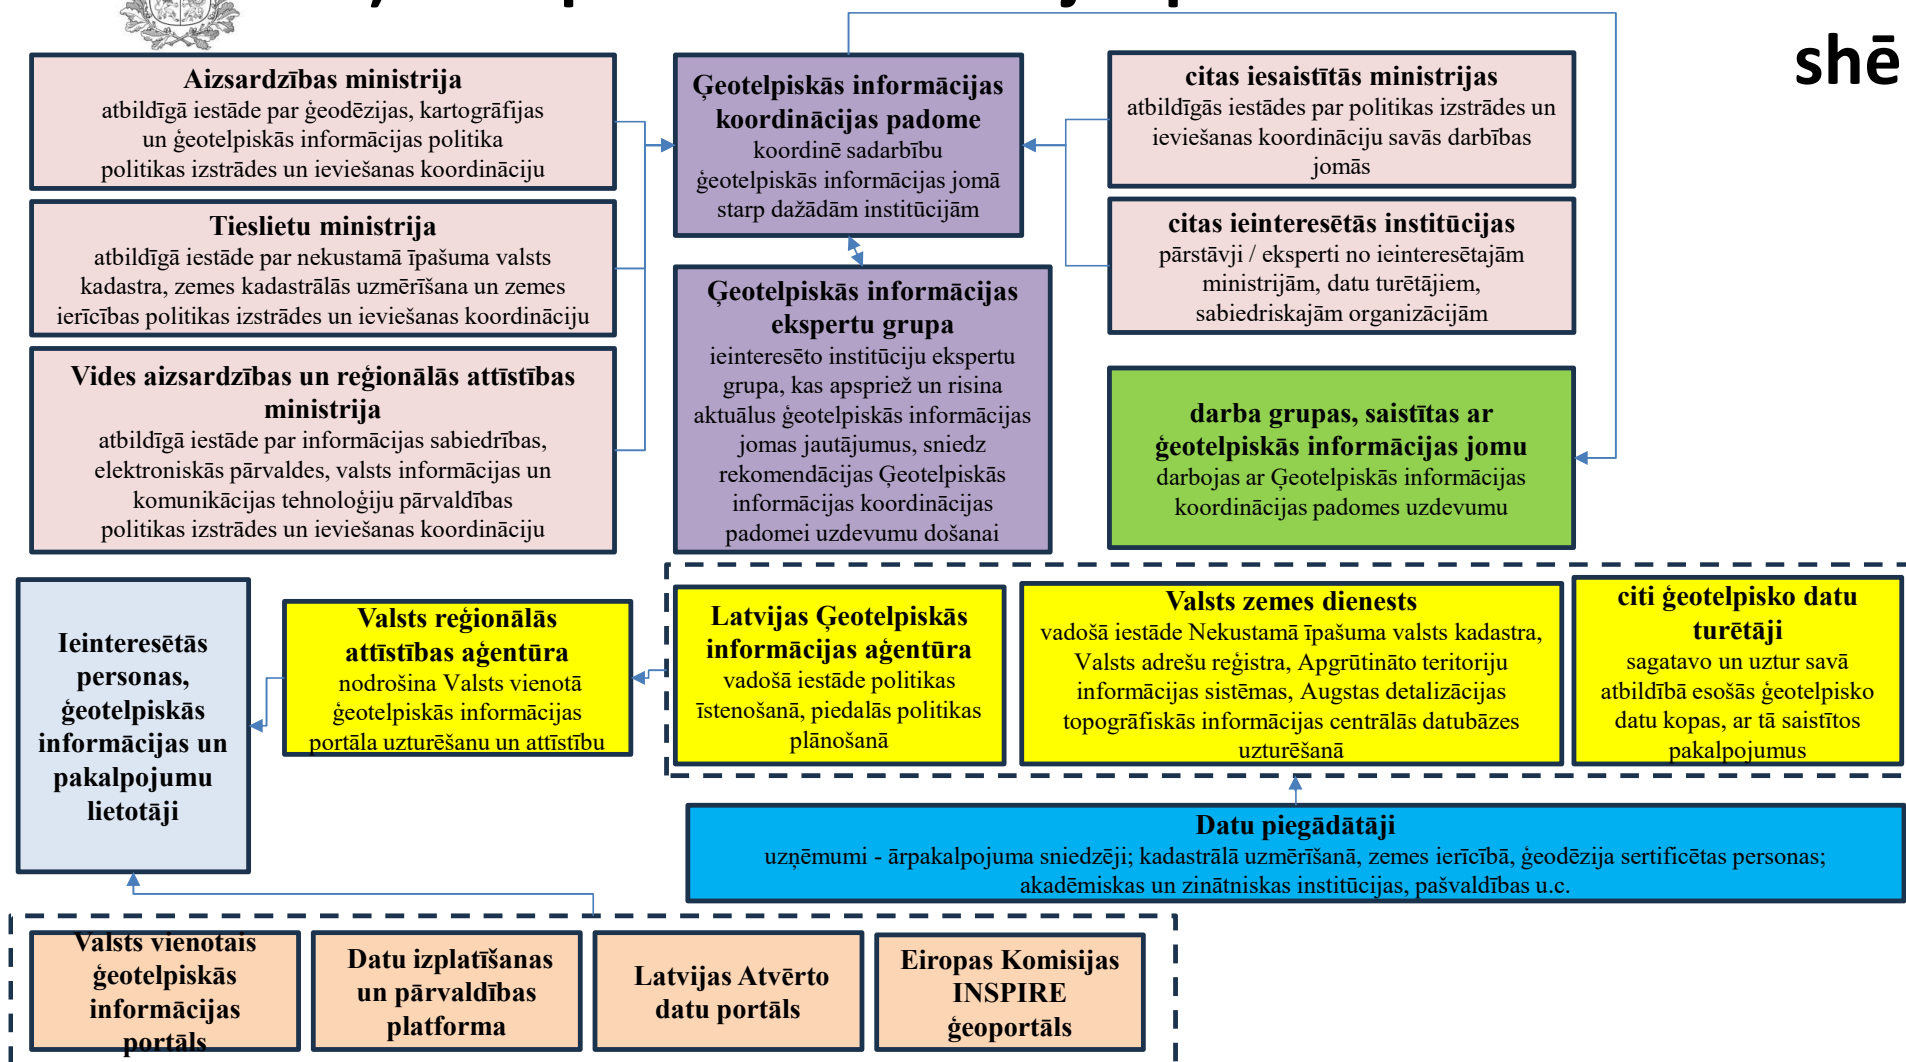 shē
Aizsardzības ministrija
atbildīgā iestāde par ģeodēzijas, kartogrāfijas
un ģeotelpiskās informācijas politika
politikas izstrādes un ieviešanas koordināciju
Tieslietu ministrija
atbildīgā iestāde par nekustamā īpašuma valsts
kadastra, zemes kadastrālās uzmērīšana un zemes
ierīcības politikas izstrādes un ieviešanas koordināciju
Vides aizsardzības un reģionālās attīstības
ministrija
atbildīgā iestāde par informācijas sabiedrības,
elektroniskās pārvaldes, valsts informācijas un
komunikācijas tehnoloģiju pārvaldības
politikas izstrādes un ieviešanas koordināciju
Ģeotelpiskās informācijas
koordinācijas padome
koordinē sadarbību
ģeotelpiskās informācijas jomā
starp dažādām institūcijām
Ģeotelpiskās informācijas
ekspertu grupa
ieinteresēto institūciju ekspertu
grupa, kas apspriež un risina
aktuālus ģeotelpiskās informācijas
jomas jautājumus, sniedz
rekomendācijas Ģeotelpiskās
informācijas koordinācijas
padomei uzdevumu došanai
citas iesaistītās ministrijas
atbildīgās iestādes par politikas izstrādes un
ieviešanas koordināciju savās darbības
jomās
citas ieinteresētās institūcijas
pārstāvji / eksperti no ieinteresētajām
ministrijām, datu turētājiem,
sabiedriskajām organizācijām
darba grupas, saistītas ar
ģeotelpiskās informācijas jomu
darbojas ar Ģeotelpiskās informācijas
koordinācijas padomes uzdevumu
Ieinteresētās
personas,
ģeotelpiskās
informācijas un
pakalpojumu
lietotāji
Valsts reģionālās
attīstības aģentūra
nodrošina Valsts vienotā
ģeotelpiskās informācijas
portāla uzturēšanu un attīstību
Latvijas Ģeotelpiskās
informācijas aģentūra
vadošā iestāde politikas
īstenošanā, piedalās politikas
plānošanā
Valsts zemes dienests
vadošā iestāde Nekustamā īpašuma valsts kadastra,
Valsts adrešu reģistra, Apgrūtināto teritoriju
informācijas sistēmas, Augstas detalizācijas
topogrāfiskās informācijas centrālās datubāzes
uzturēšanā
citi ģeotelpisko datu
turētāji
sagatavo un uztur savā
atbildībā esošās ģeotelpisko
datu kopas, ar tā saistītos
pakalpojumus
Datu piegādātāji
uzņēmumi - ārpakalpojuma sniedzēji; kadastrālā uzmērīšanā, zemes ierīcībā, ģeodēzija sertificētas personas;
akadēmiskas un zinātniskas institūcijas, pašvaldības u.c.
Valsts vienotais
ģeotelpiskās
informācijas
portāls
Datu izplatīšanas
un pārvaldības
platforma
Latvijas Atvērto
datu portāls
Eiropas Komisijas
INSPIRE
ģeoportāls